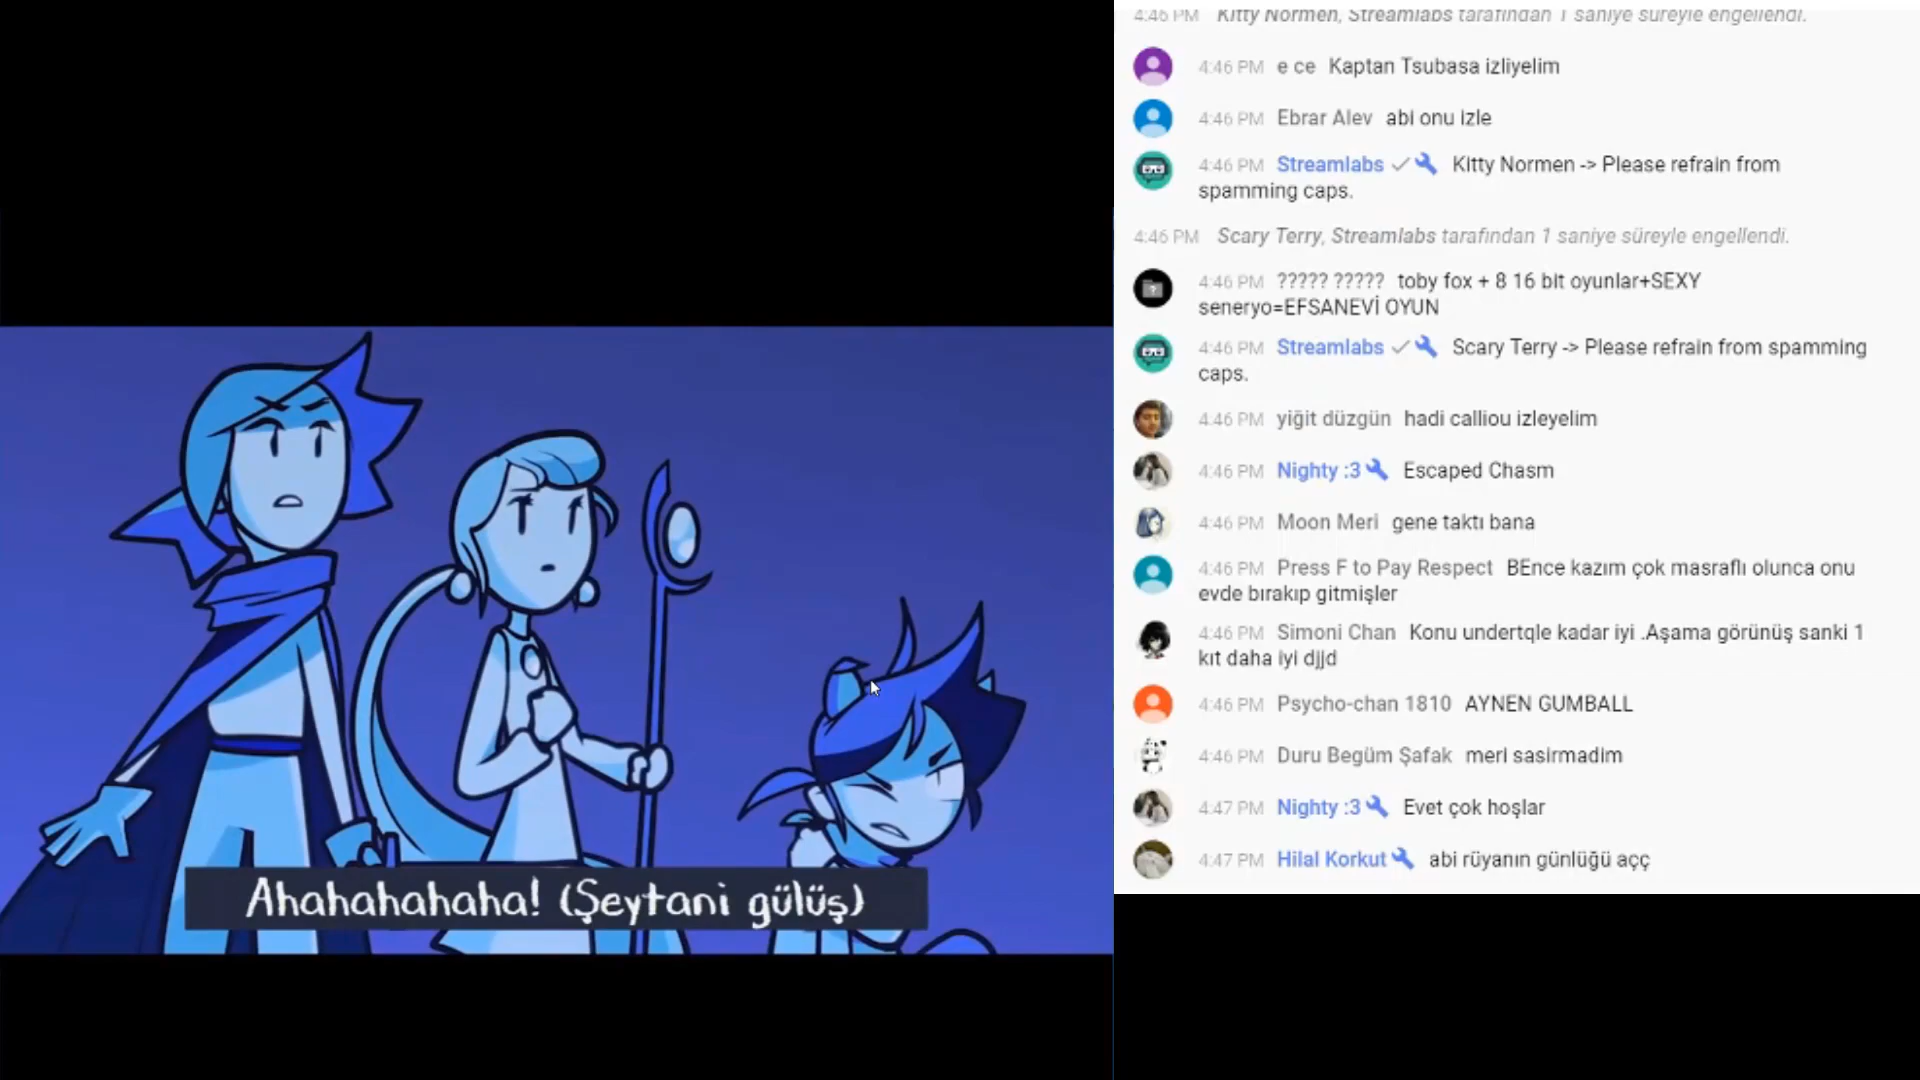 Ahahahahaha! (Şeytani gülüş)
4:46 PM Kitty Normen, Streamlabs tarafından 1 saniye süreyle engellendi.
4:46 PM e ce Kaptan Tsubasa izliyelim
4:46 PM Ebrar Alev abi onu izle
4:46 PM Streamlabs Kitty Normen -> Please refrain from
spamming caps.
4:46 PM Scary Terry, Streamlabs tarafından 1 saniye süreyle engellendi.
4:46 PM ????? ????? toby fox + 8 16 bit oyunlar+SEXY
seneryo=EFSANEVİ OYUN
4:46 PM Streamlabs Scary Terry -> Please refrain from spamming
caps.
4:46 PM yiğit düzgün hadi calliou izleyelim
4:46 PM Nighty :3 Escaped Chasm
4:46 PM Moon Meri gene taktı bana
4:46 PM Press F to Pay Respect BEnce kazım çok masraflı olunca onu
evde bırakıp gitmişler
4:46 PM Simoni Chan Konu undertqle kadar iyi .Aşama görünüş sanki 1
kıt daha iyi djjd
4:46 PM Psycho-chan 1810 AYNEN GUMBALL
4:46 PM Duru Begüm Şafak meri sasirmadim
4:47 PM Nighty :3 Evet çok hoşlar
4:47 PM Hilal Korkut abi rüyanın günlüğü açç